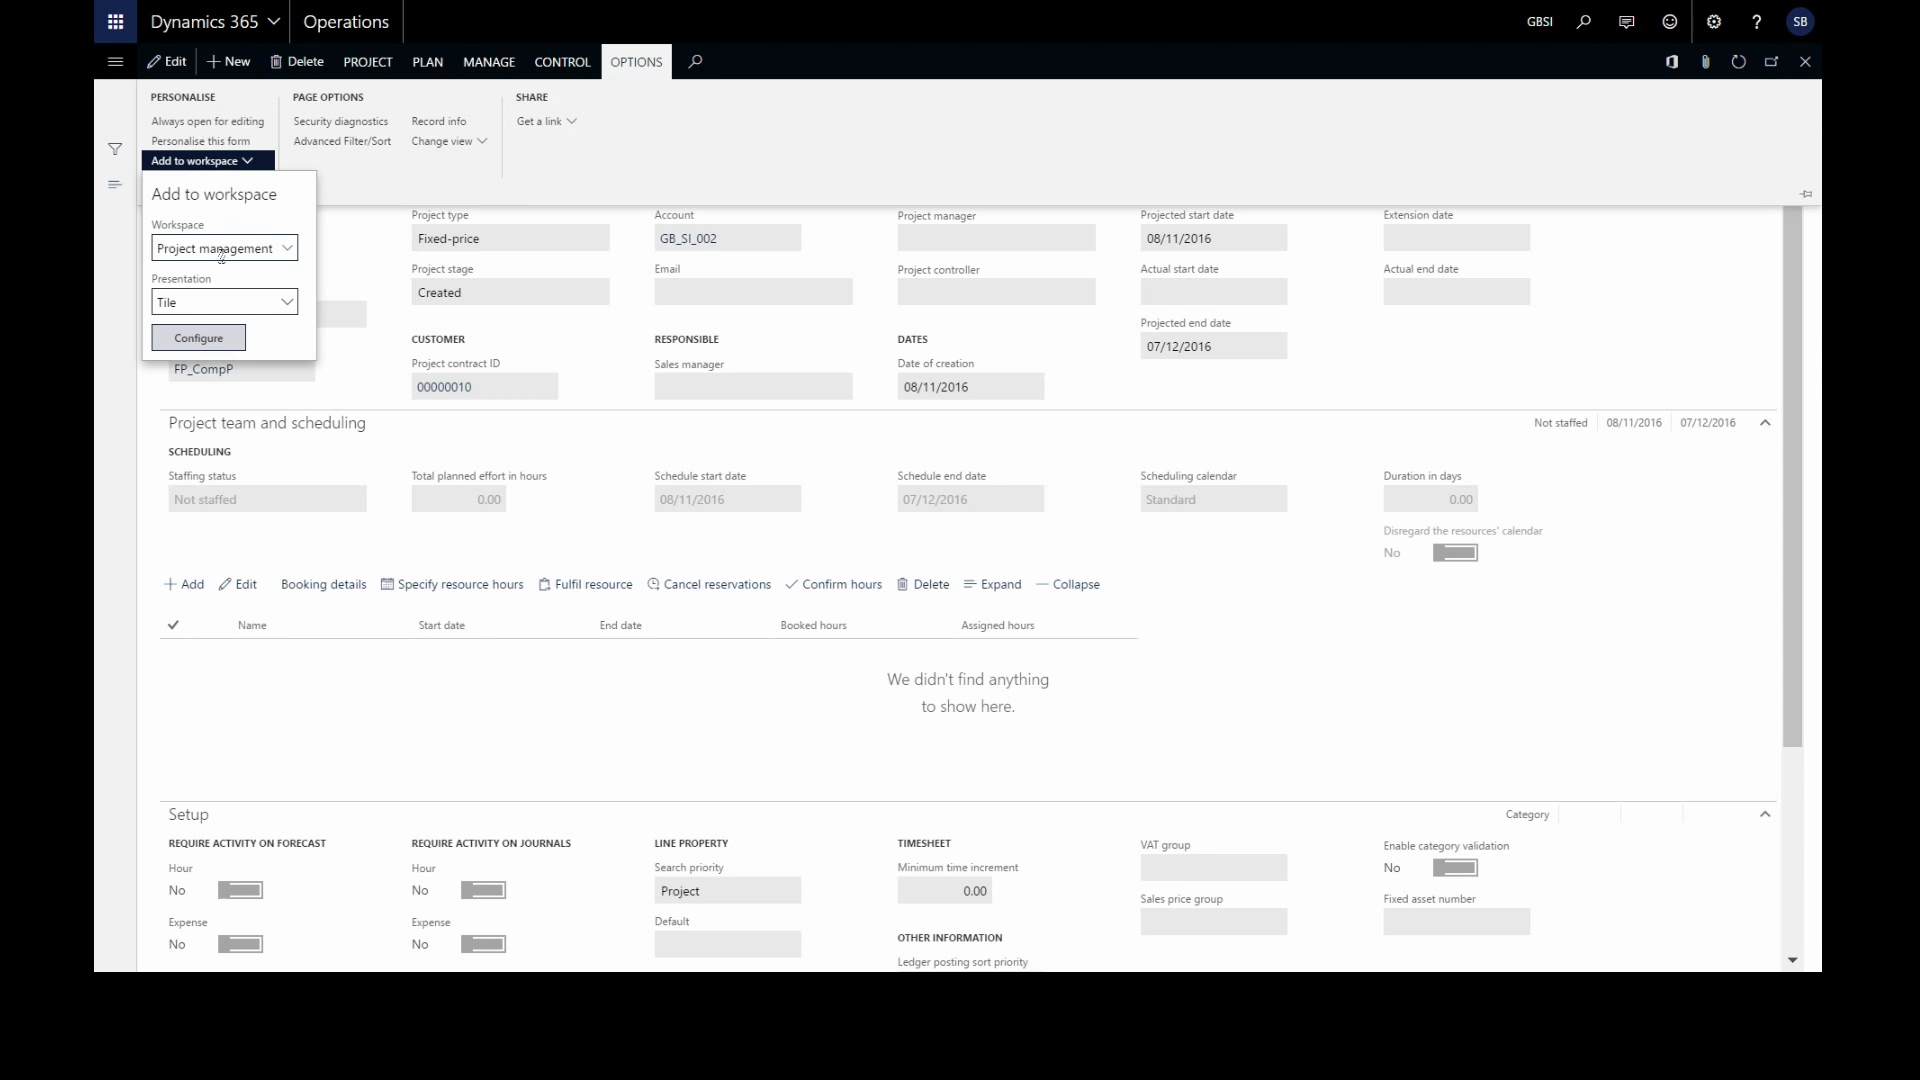 Dynamics 365 Operations GBSI ? SB
Edit New Delete PROJECT PLAN MANAGE CONTROL OPTIONS
PERSONALISE PAGE OPTIONS SHARE
Always open for editing Security diagnostics Record info Get a link
Personalise this form Advanced Filter/Sort Change view
Add to workspace
Add to workspace
Workspace
Project management
Presentation
Tile
Configure
FP_CompP
Project type Account Project manager Projected start date Extension date
Fixed-price GB_SI_002 08/11/2016
Project stage Email Project controller Actual start date Actual end date
Created
Projected end date
CUSTOMER RESPONSIBLE DATES 07/12/2016
Project contract ID Sales manager Date of creation
00000010 08/11/2016
Project team and scheduling Not staffed 08/11/2016 07/12/2016
SCHEDULING
Staffing status Total planned effort in hours Schedule start date Schedule end date Scheduling calendar Duration in days
Not staffed 0.00 08/11/2016 07/12/2016 Standard 0.00
Disregard the resources' calendar
No
Add Edit Booking details Specify resource hours Fulfil resource Cancel reservations Confirm hours Delete Expand Collapse
Name Start date End date Booked hours Assigned hours
We didn't find anything
to show here.
Setup Category
REQUIRE ACTIVITY ON FORECAST REQUIRE ACTIVITY ON JOURNALS LINE PROPERTY TIMESHEET VAT group Enable category validation
Hour Hour Search priority Minimum time increment No
No No Project 0.00
Sales price group Fixed asset number
Expense Expense Default
No No OTHER INFORMATION
Ledger posting sort priority